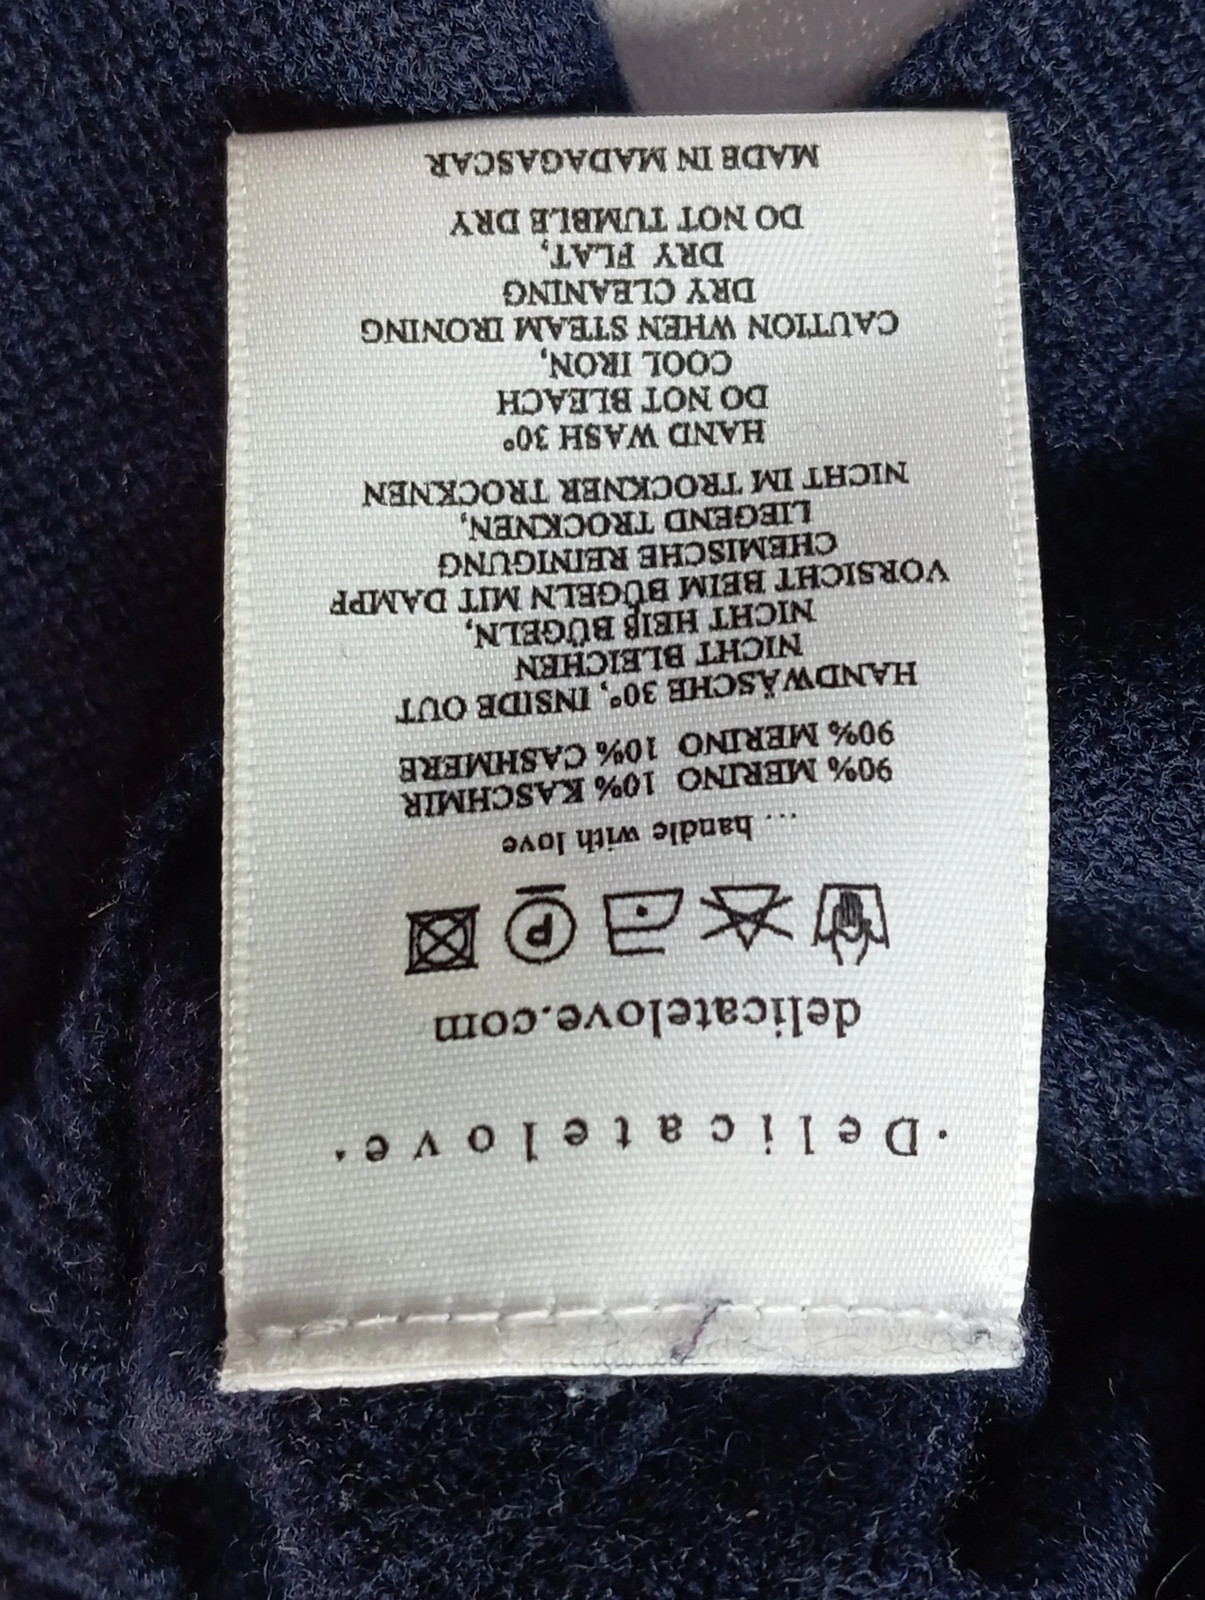 ·Delicatelove·
delicatelove.com
P
... handle with love
90% MERINO 10% KASCHMIR
90% MERINO 10% CASHMERE
HANDWÄSCHE 30°, INSIDE OUT
NICHT BLEICHEN
NICHT HEIß BÜGELN,
VORSICHT BEIM BÜGELN MIT DAMPF
CHEMISCHE REINIGUNG
LIEGEND TROCKNEN,
NICHT IM TROCKNER TROCKNEN
HAND WASH 30°
DO NOT BLEACH
COOL IRON,
CAUTION WHEN STEAM IRONING
DRY CLEANING
DRY FLAT,
DO NOT TUMBLE DRY
MADE IN MADAGASCAR